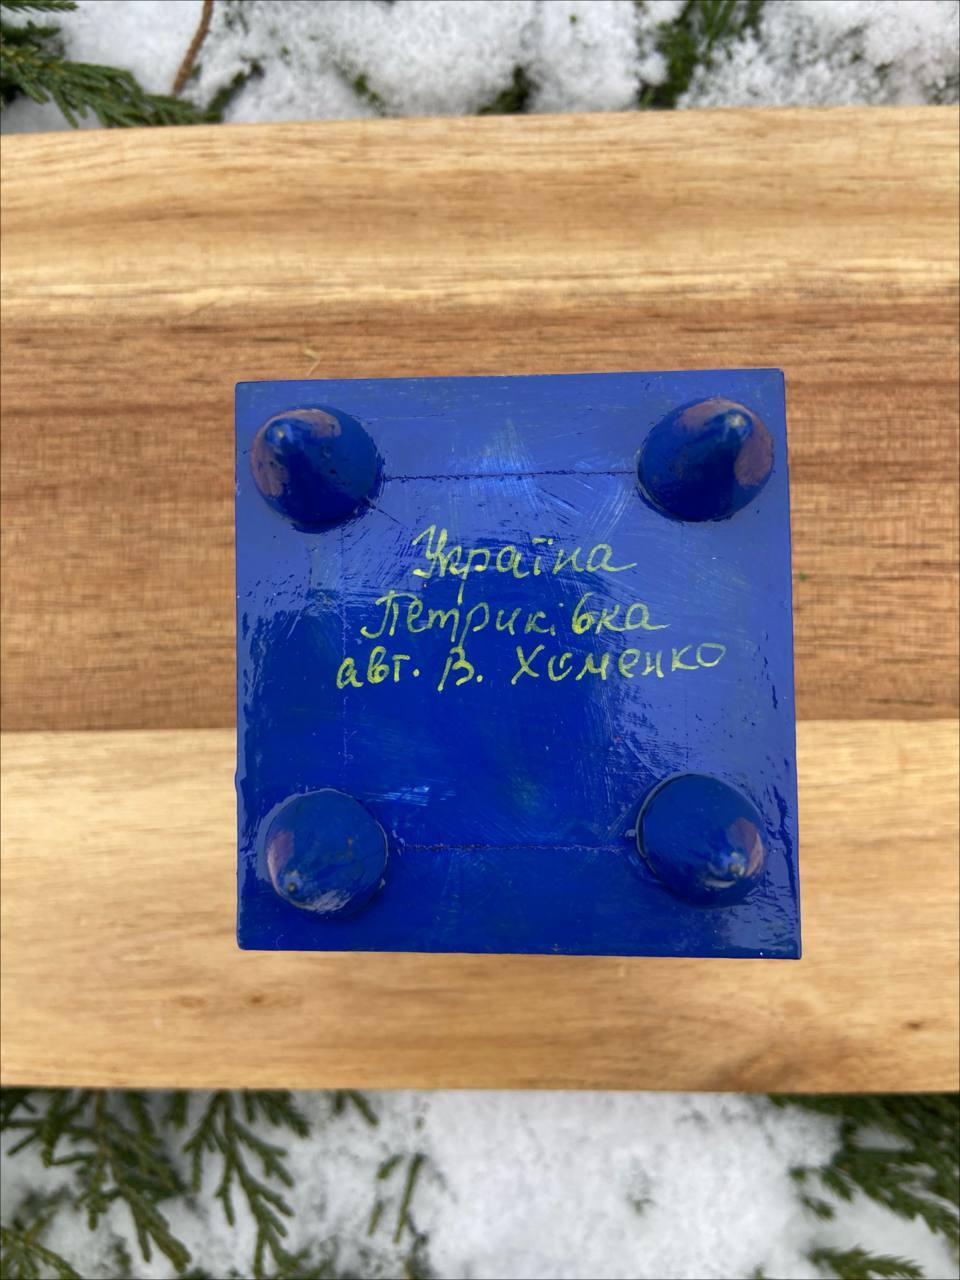 Україна
Петриківка
авт. В. Хоменко